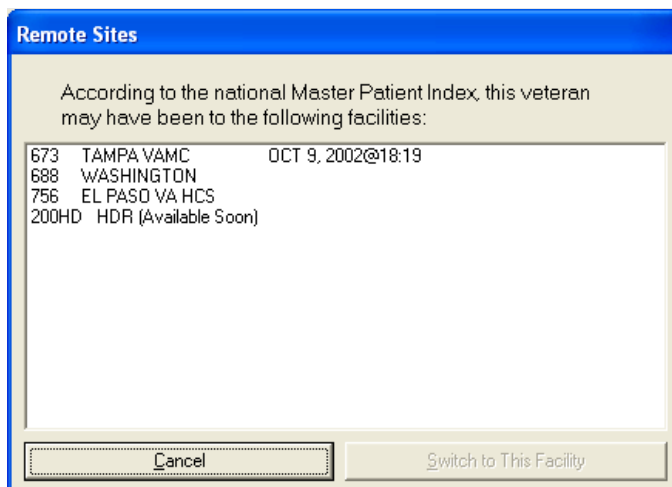 Remote Sites
According to the national Master Patient Index, this veteran
may have been to the following facilities:
673 TAMPA VAMC OCT 9, 2002@18:19
688 WASHINGTON
756 EL PASO VA HCS
200HD HDR (Available Soon)
Cancel Switch to This Facility